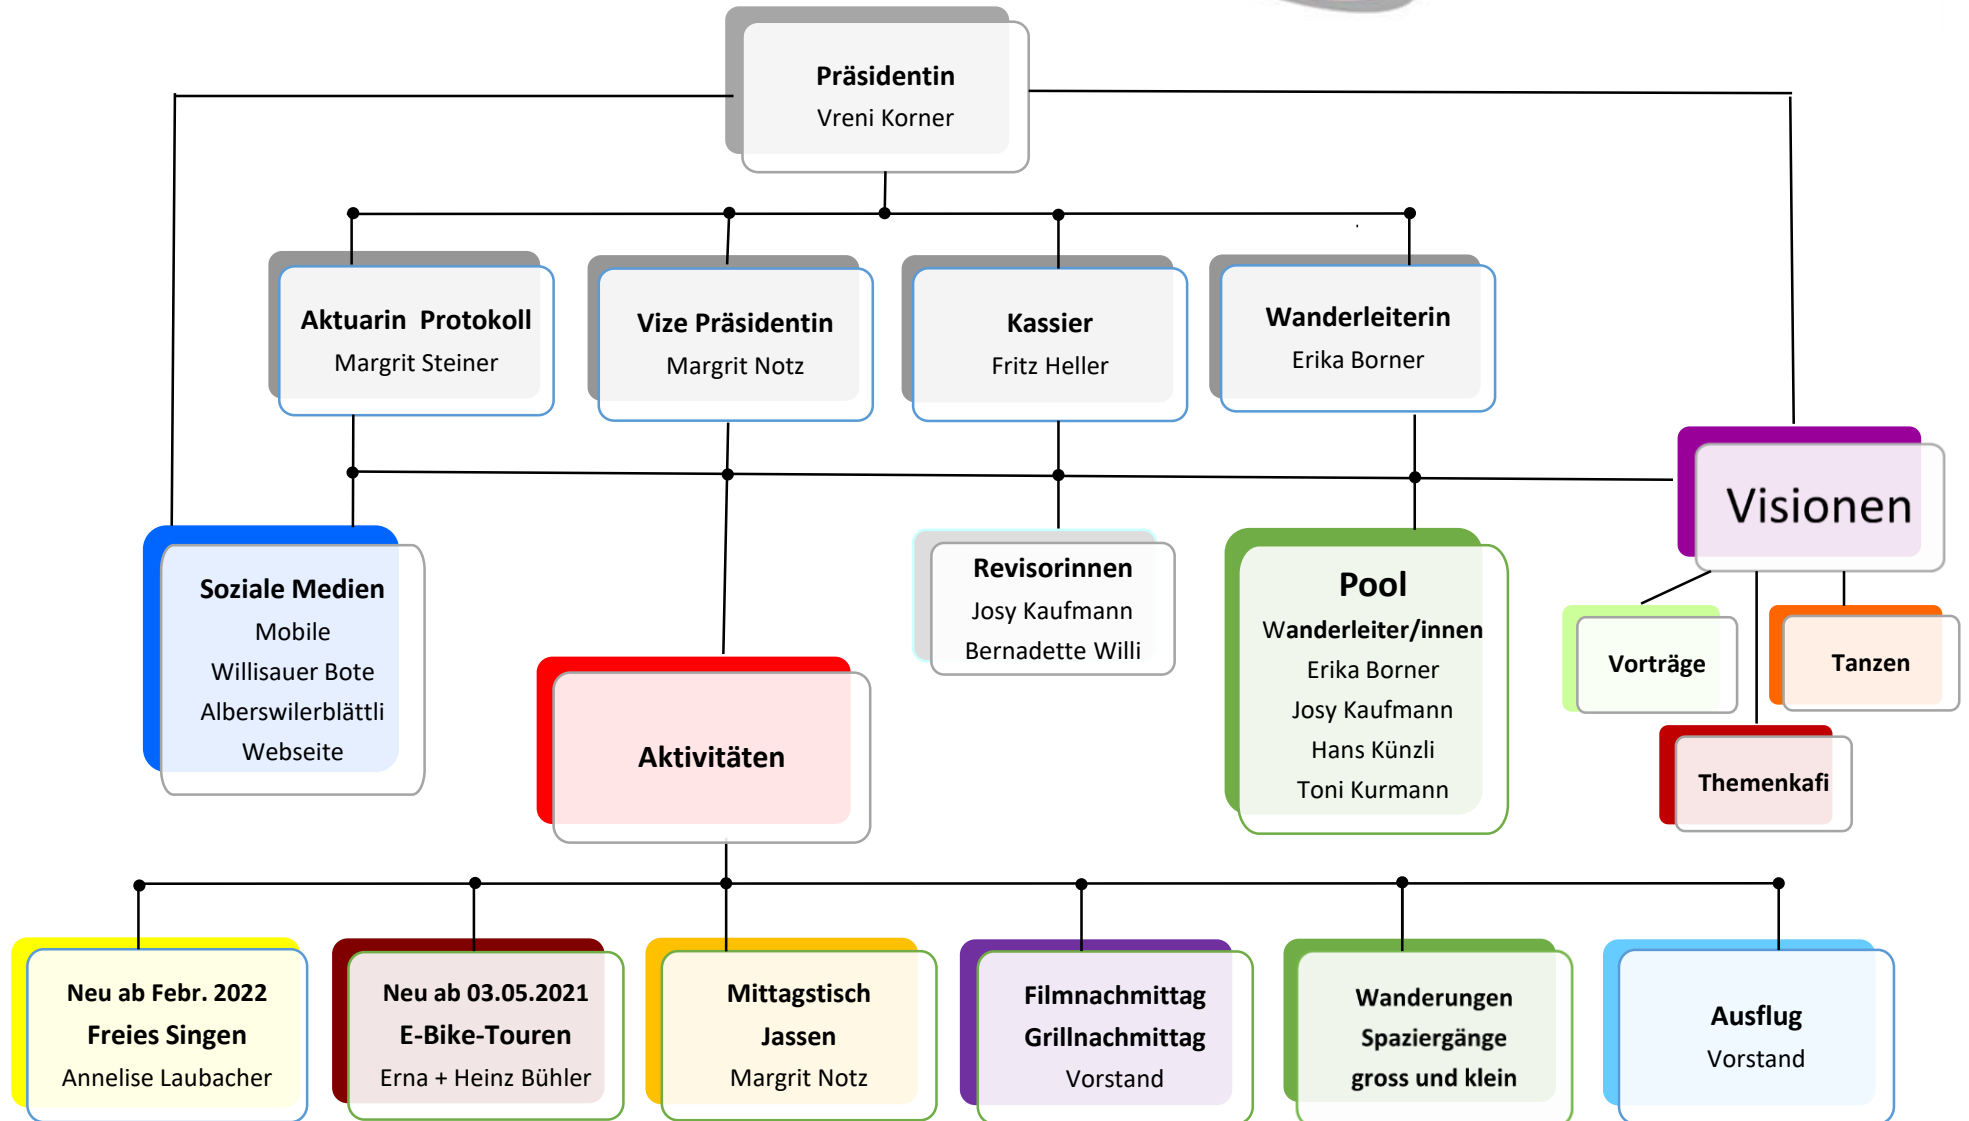 Präsidentin
Vreni Korner
Aktuarin Protokoll
Margrit Steiner
Vize Präsidentin
Margrit Notz
Kassier
Fritz Heller
Wanderleiterin
Erika Borner
Visionen
Soziale Medien
Mobile
Willisauer Bote
Alberswilerblättli
Webseite
Aktivitäten
Revisorinnen
Josy Kaufmann
Bernadette Willi
Pool
Wanderleiter/innen
Erika Borner
Josy Kaufmann
Hans Künzli
Toni Kurmann
Vorträge
Tanzen
Themenkafi
Neu ab Febr. 2022
Freies Singen
Annelise Laubacher
Neu ab 03.05.2021
E-Bike-Touren
Erna + Heinz Bühler
Mittagstisch
Jassen
Margrit Notz
Filmnachmittag
Grillnachmittag
Vorstand
Wanderungen
Spaziergänge
gross und klein
Ausflug
Vorstand